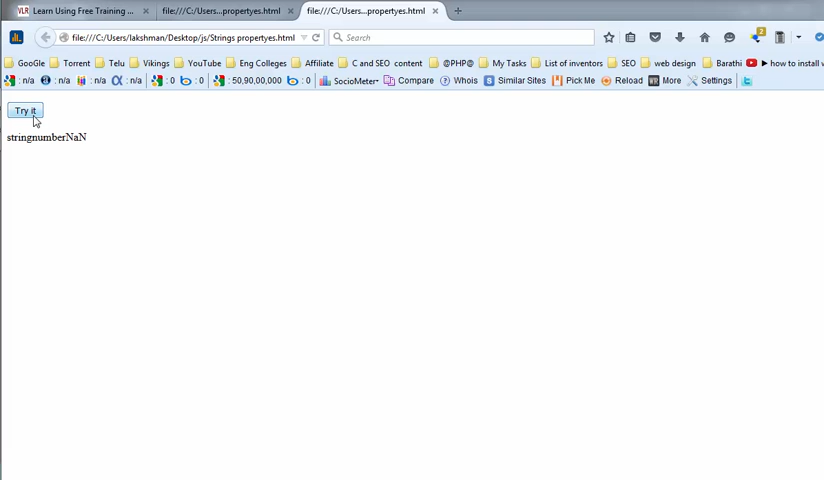 VLR Learn Using Free Training ... × file:///C:/Users...propertyes.html × file:///C:/Users...propertyes.html × +
file:///C:/Users/lakshman/Desktop/js/Strings propertyes.html Search 2
GooGle Torrent Telu Vikings YouTube Eng Colleges Affiliate C and SEO content @PHP@ My Tasks List of inventors SEO web design Barathi how to install w
: n/a : n/a : n/a : n/a : 0 : 0 : 50,90,00,000 : 0 SocioMeter Compare Whois Similar Sites Pick Me Reload More Settings
Try it
stringnumberNaN